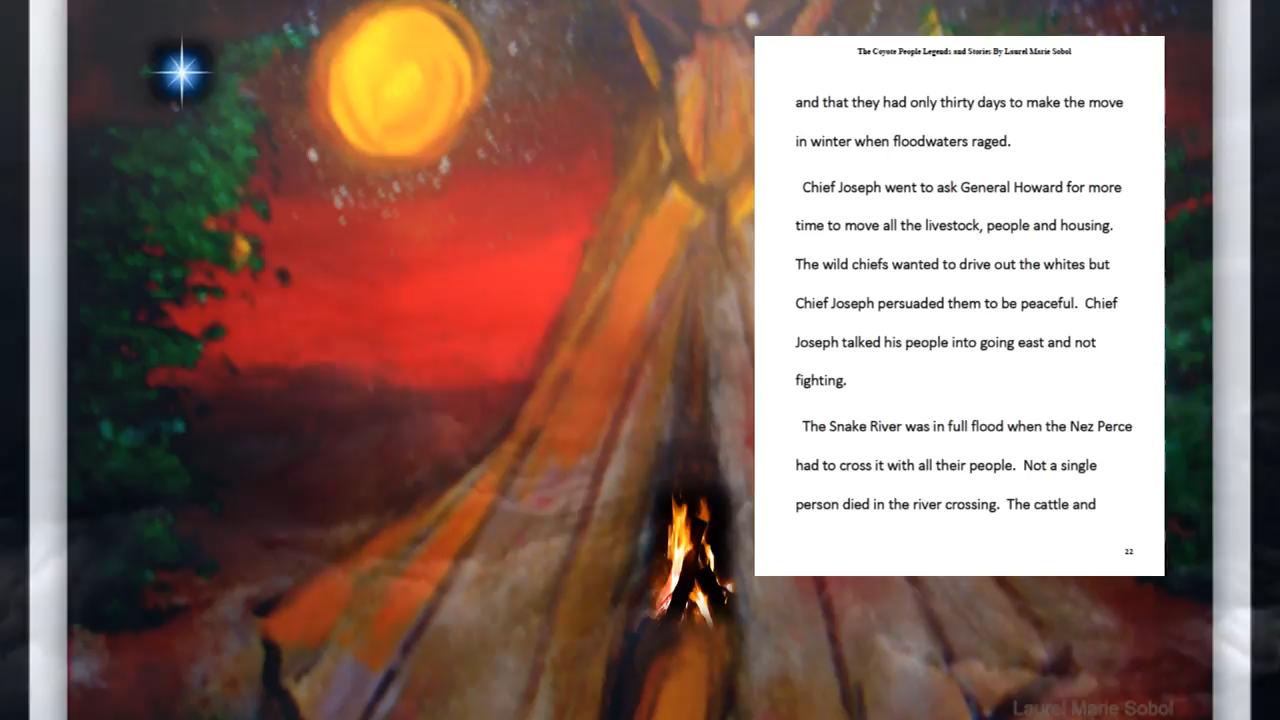 The Coyote People Legends and Stories By Laurel Marie Sobol
and that they had only thirty days to make the move
in winter when floodwaters raged.
Chief Joseph went to ask General Howard for more
time to move all the livestock, people and housing.
The wild chiefs wanted to drive out the whites but
Chief Joseph persuaded them to be peaceful.  Chief
Joseph talked his people into going east and not
fighting.
The Snake River was in full flood when the Nez Perce
had to cross it with all their people.  Not a single
person died in the river crossing.  The cattle and
22
Laurel Marie Sobol